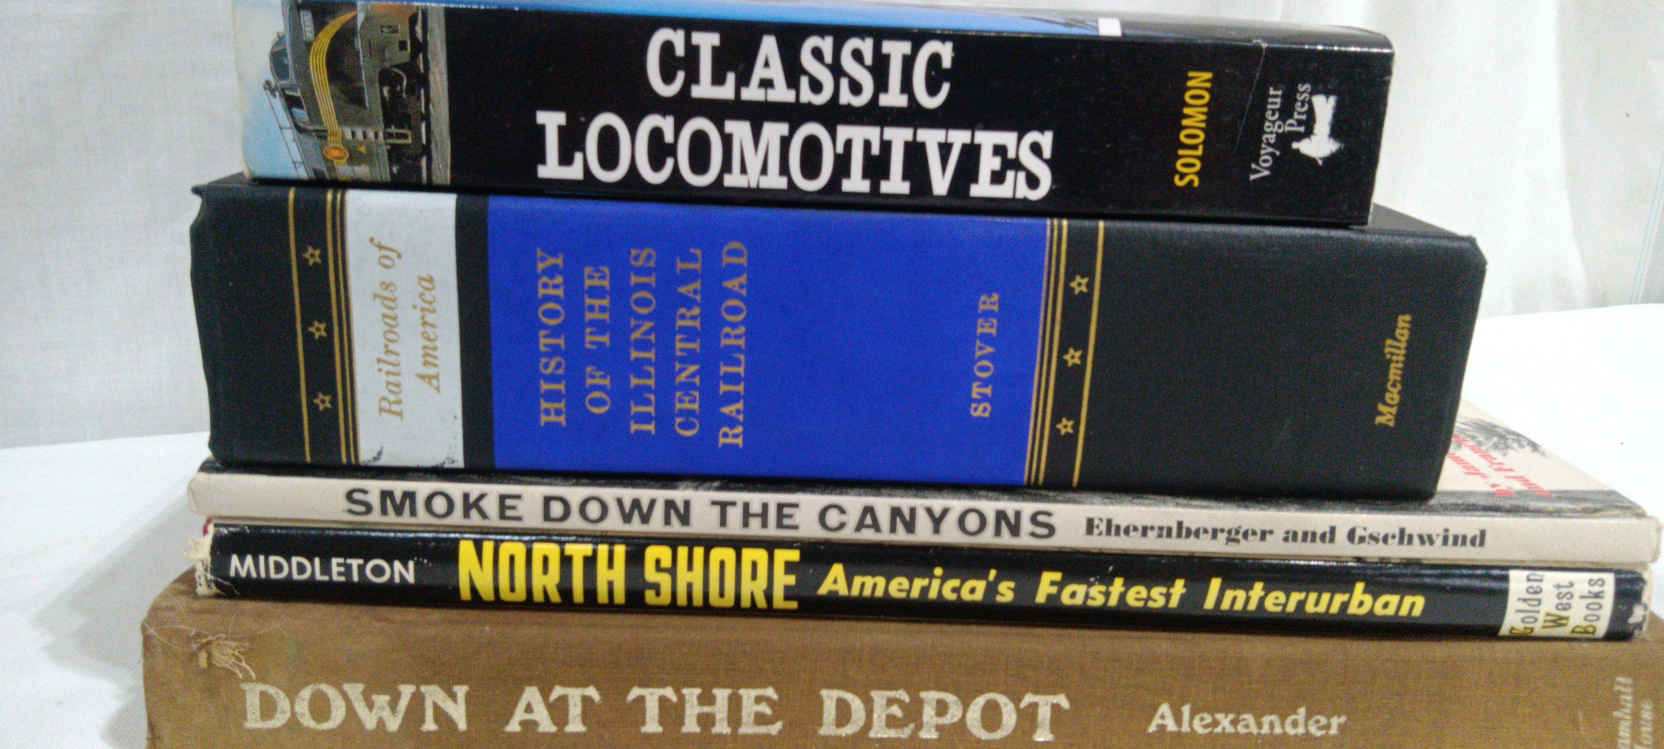 CLASSIC
LOCOMOTIVES
SOLOMON
Voyageur
Press
Railroads of
America
HISTORY
OF THE
ILLINOIS
CENTRAL
RAILROAD
STOVER
Macmillan
SMOKE DOWN THE CANYONS Ehernberger and Gschwind
MIDDLETON NORTH SHORE America's Fastest Interurban
Golden
West
Books
DOWN AT THE DEPOT Alexander